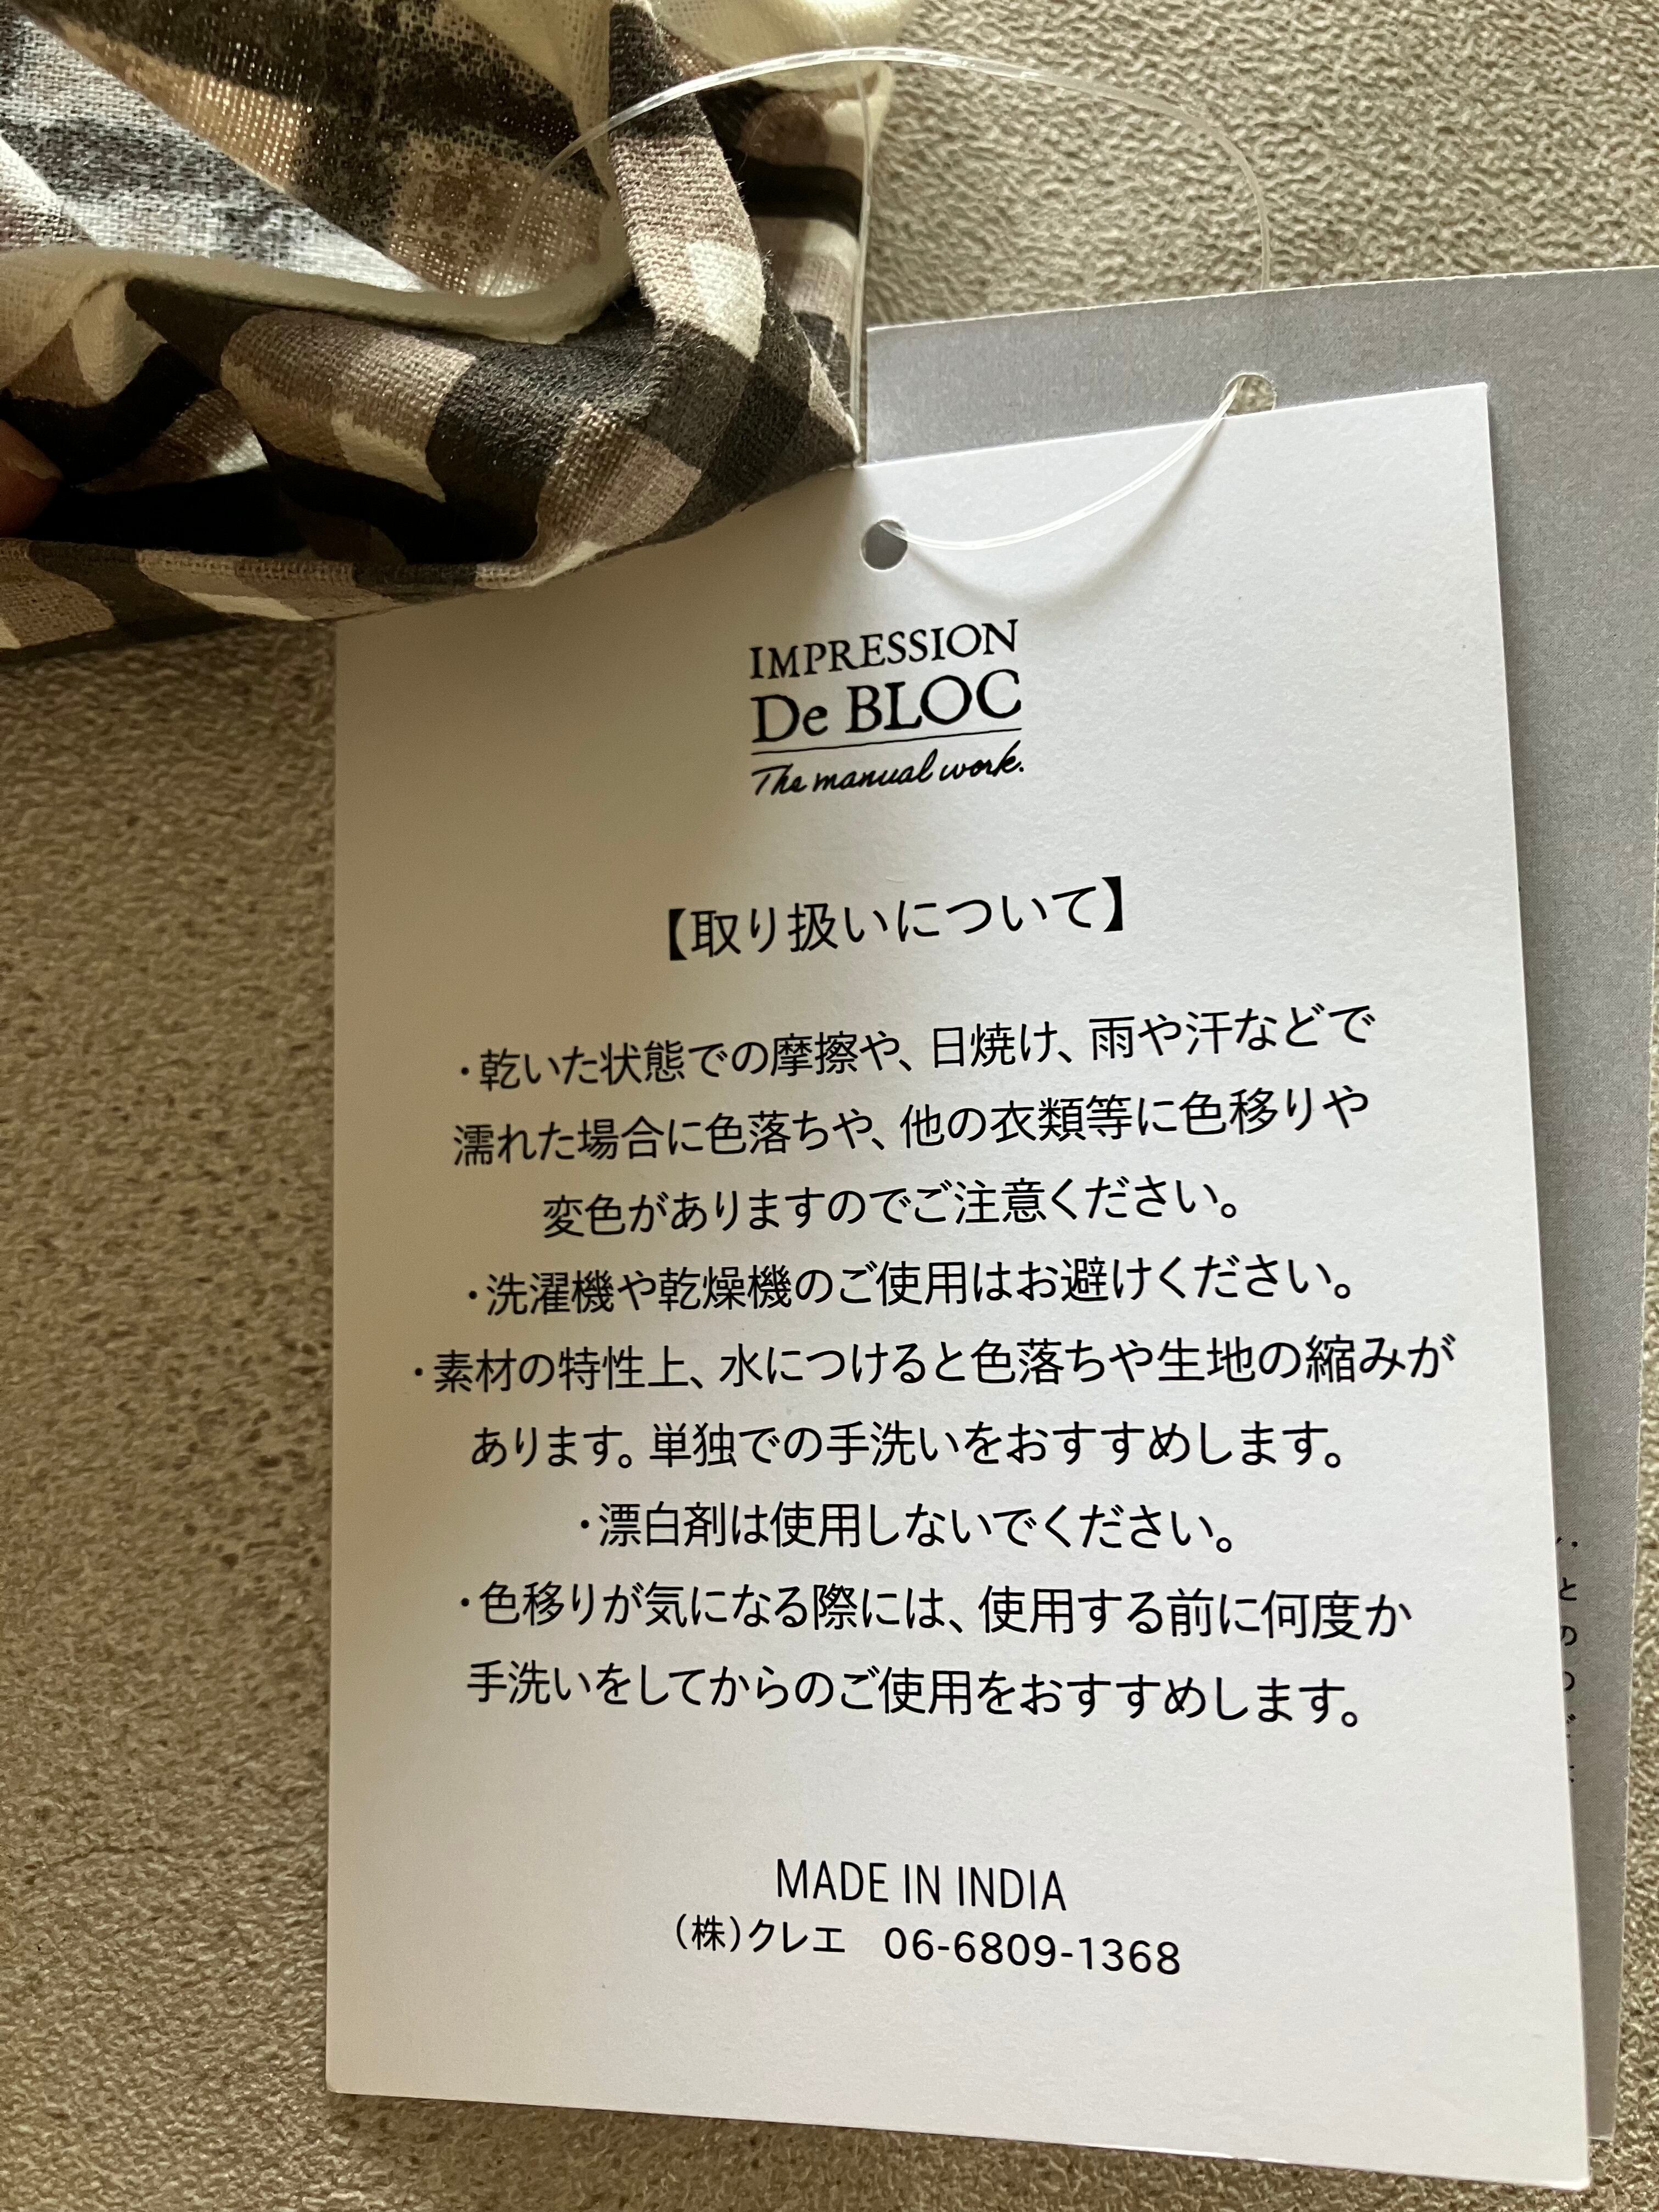 IMPRESSION
De BLOC
The manual work.
【取り扱いについて】
・乾いた状態での摩擦や、日焼け、雨や汗などで
濡れた場合に色落ちや、他の衣類等に色移りや
変色がありますのでご注意ください。
・洗濯機や乾燥機のご使用はお避けください。
・素材の特性上、水につけると色落ちや生地の縮みが
あります。単独での手洗いをおすすめします。
・漂白剤は使用しないでください。
・色移りが気になる際には、使用する前に何度か
手洗いをしてからのご使用をおすすめします。
MADE IN INDIA
(株)クレエ 06-6809-1368